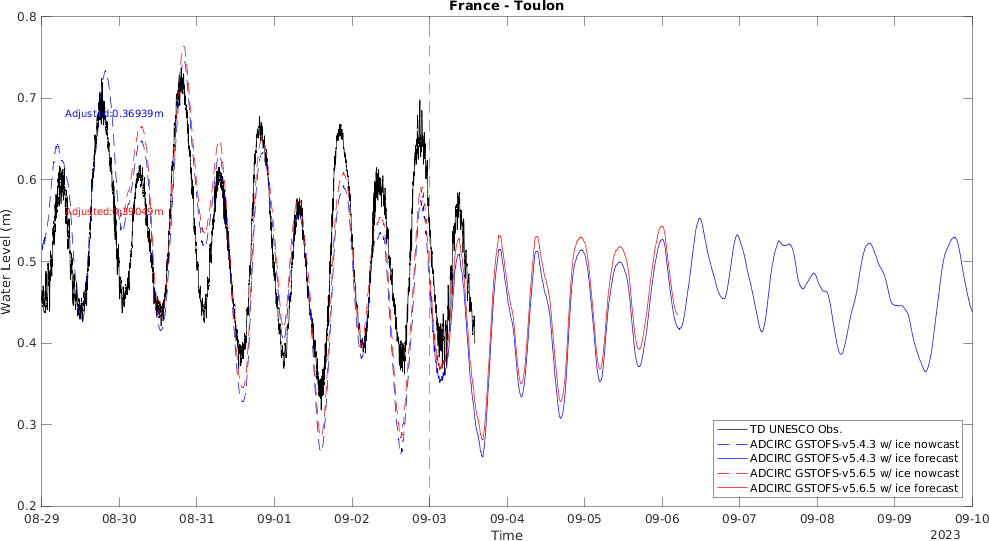 France - Toulon
0.8
0.7
0.6
0.5
0.4
0.3
0.2
Water Level (m)
Adjusted:0.36939m
Adjusted:0.39049m
TD UNESCO Obs.
ADCIRC GSTOFS-v5.4.3 w/ ice nowcast
ADCIRC GSTOFS-v5.4.3 w/ ice forecast
ADCIRC GSTOFS-v5.6.5 w/ ice nowcast
ADCIRC GSTOFS-v5.6.5 w/ ice forecast
08-29 08-30 08-31 09-01 09-02 09-03 09-04 09-05 09-06 09-07 09-08 09-09 09-10
Time
2023